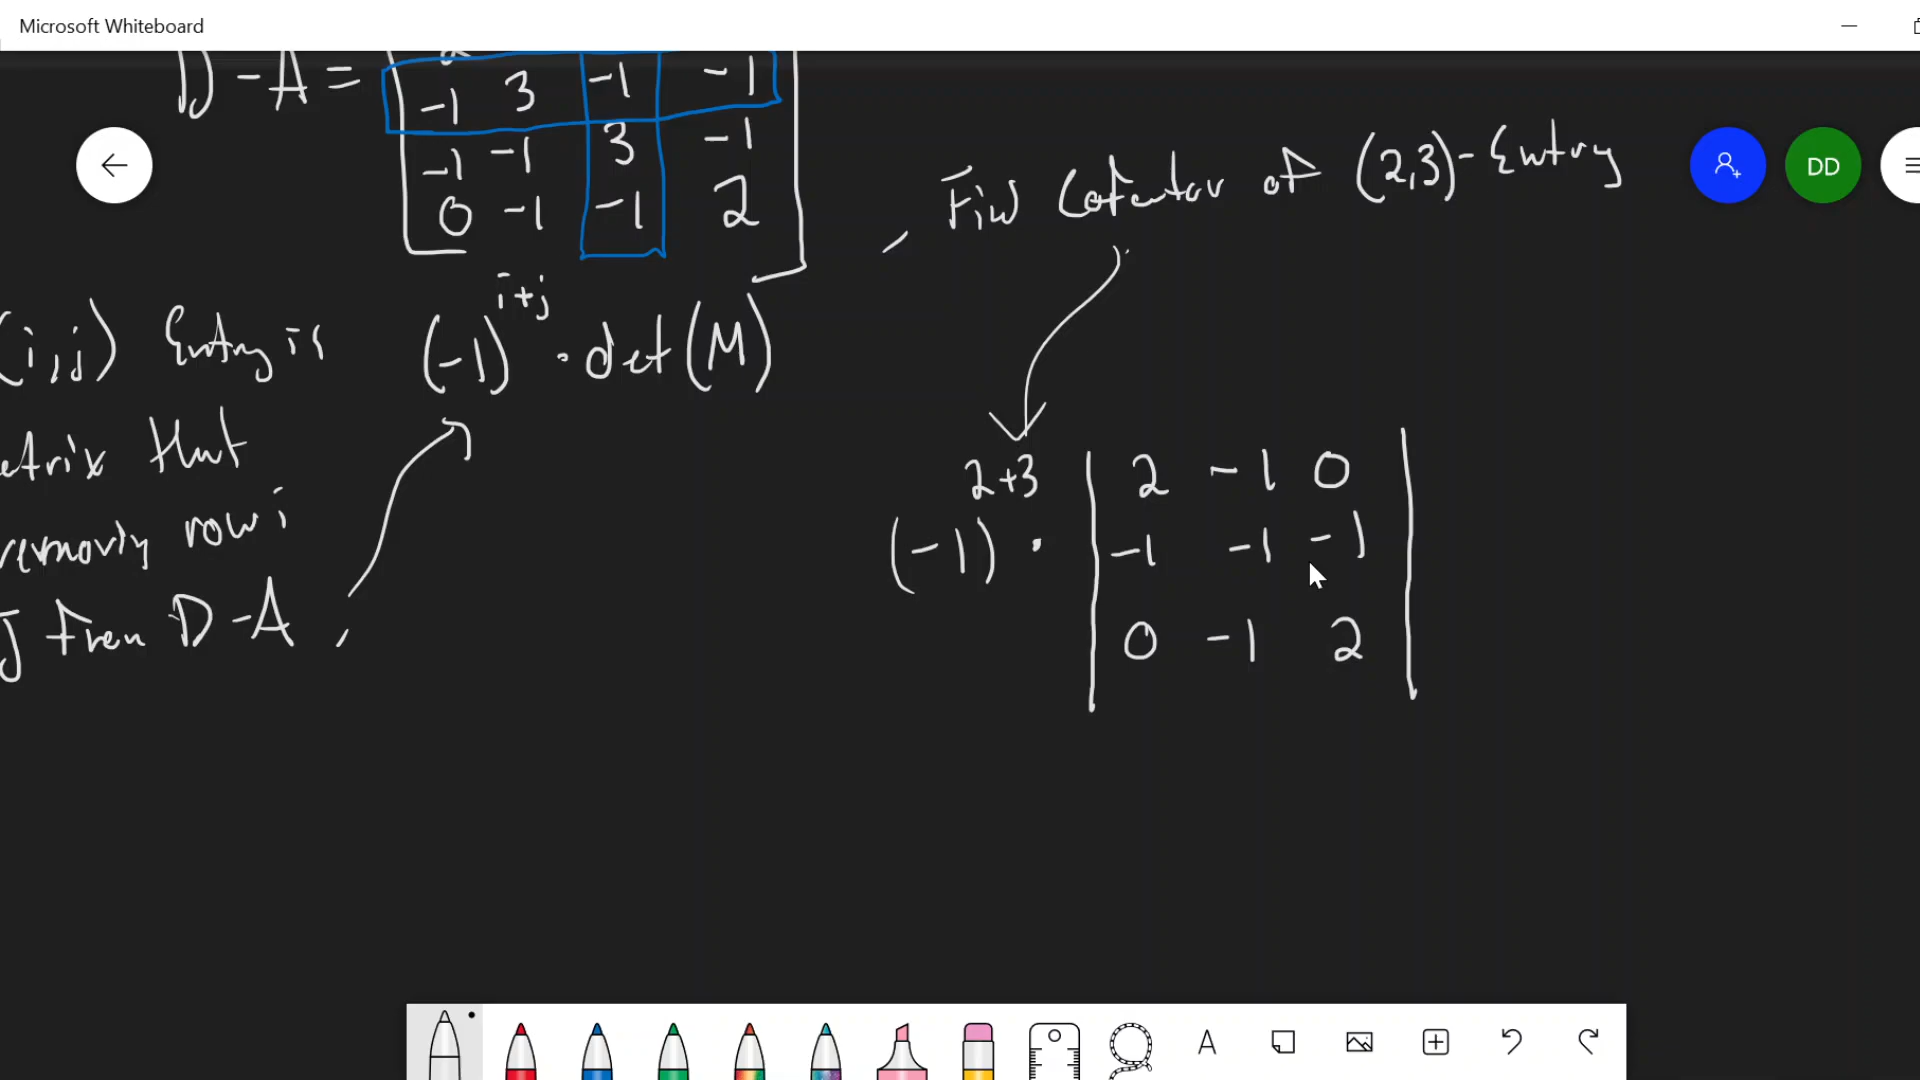 Microsoft Whiteboard
D - A =
-1 3 -1 -1
-1 -1 3 -1
0 -1 -1 2
, Find Cofactor of (2,3)-Entry
DD
(i,j) Entry is (-1)^{i+j} · det(M)
matrix that
removing row i
J from D-A,
(-1)^{2+3} · | 2 -1 0 |
| -1 -1 -1 |
| 0 -1 2 |
A